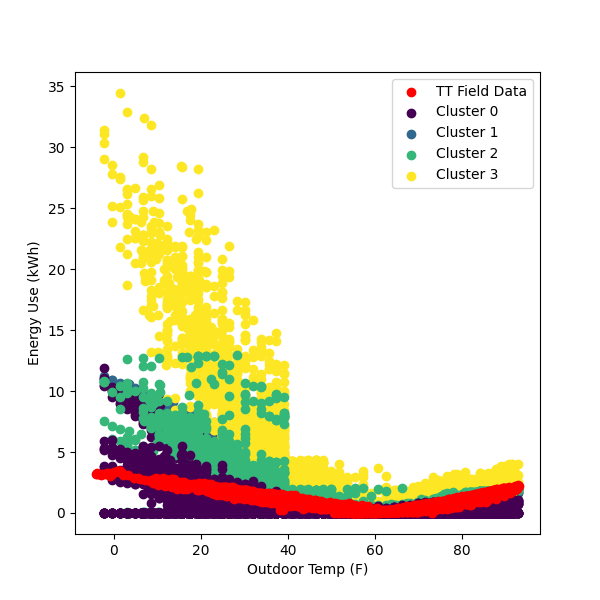 TT Field Data
Cluster 0
Cluster 1
Cluster 2
Cluster 3
35
30
25
20
15
10
5
0
Energy Use (kWh)
0 20 40 60 80
Outdoor Temp (F)